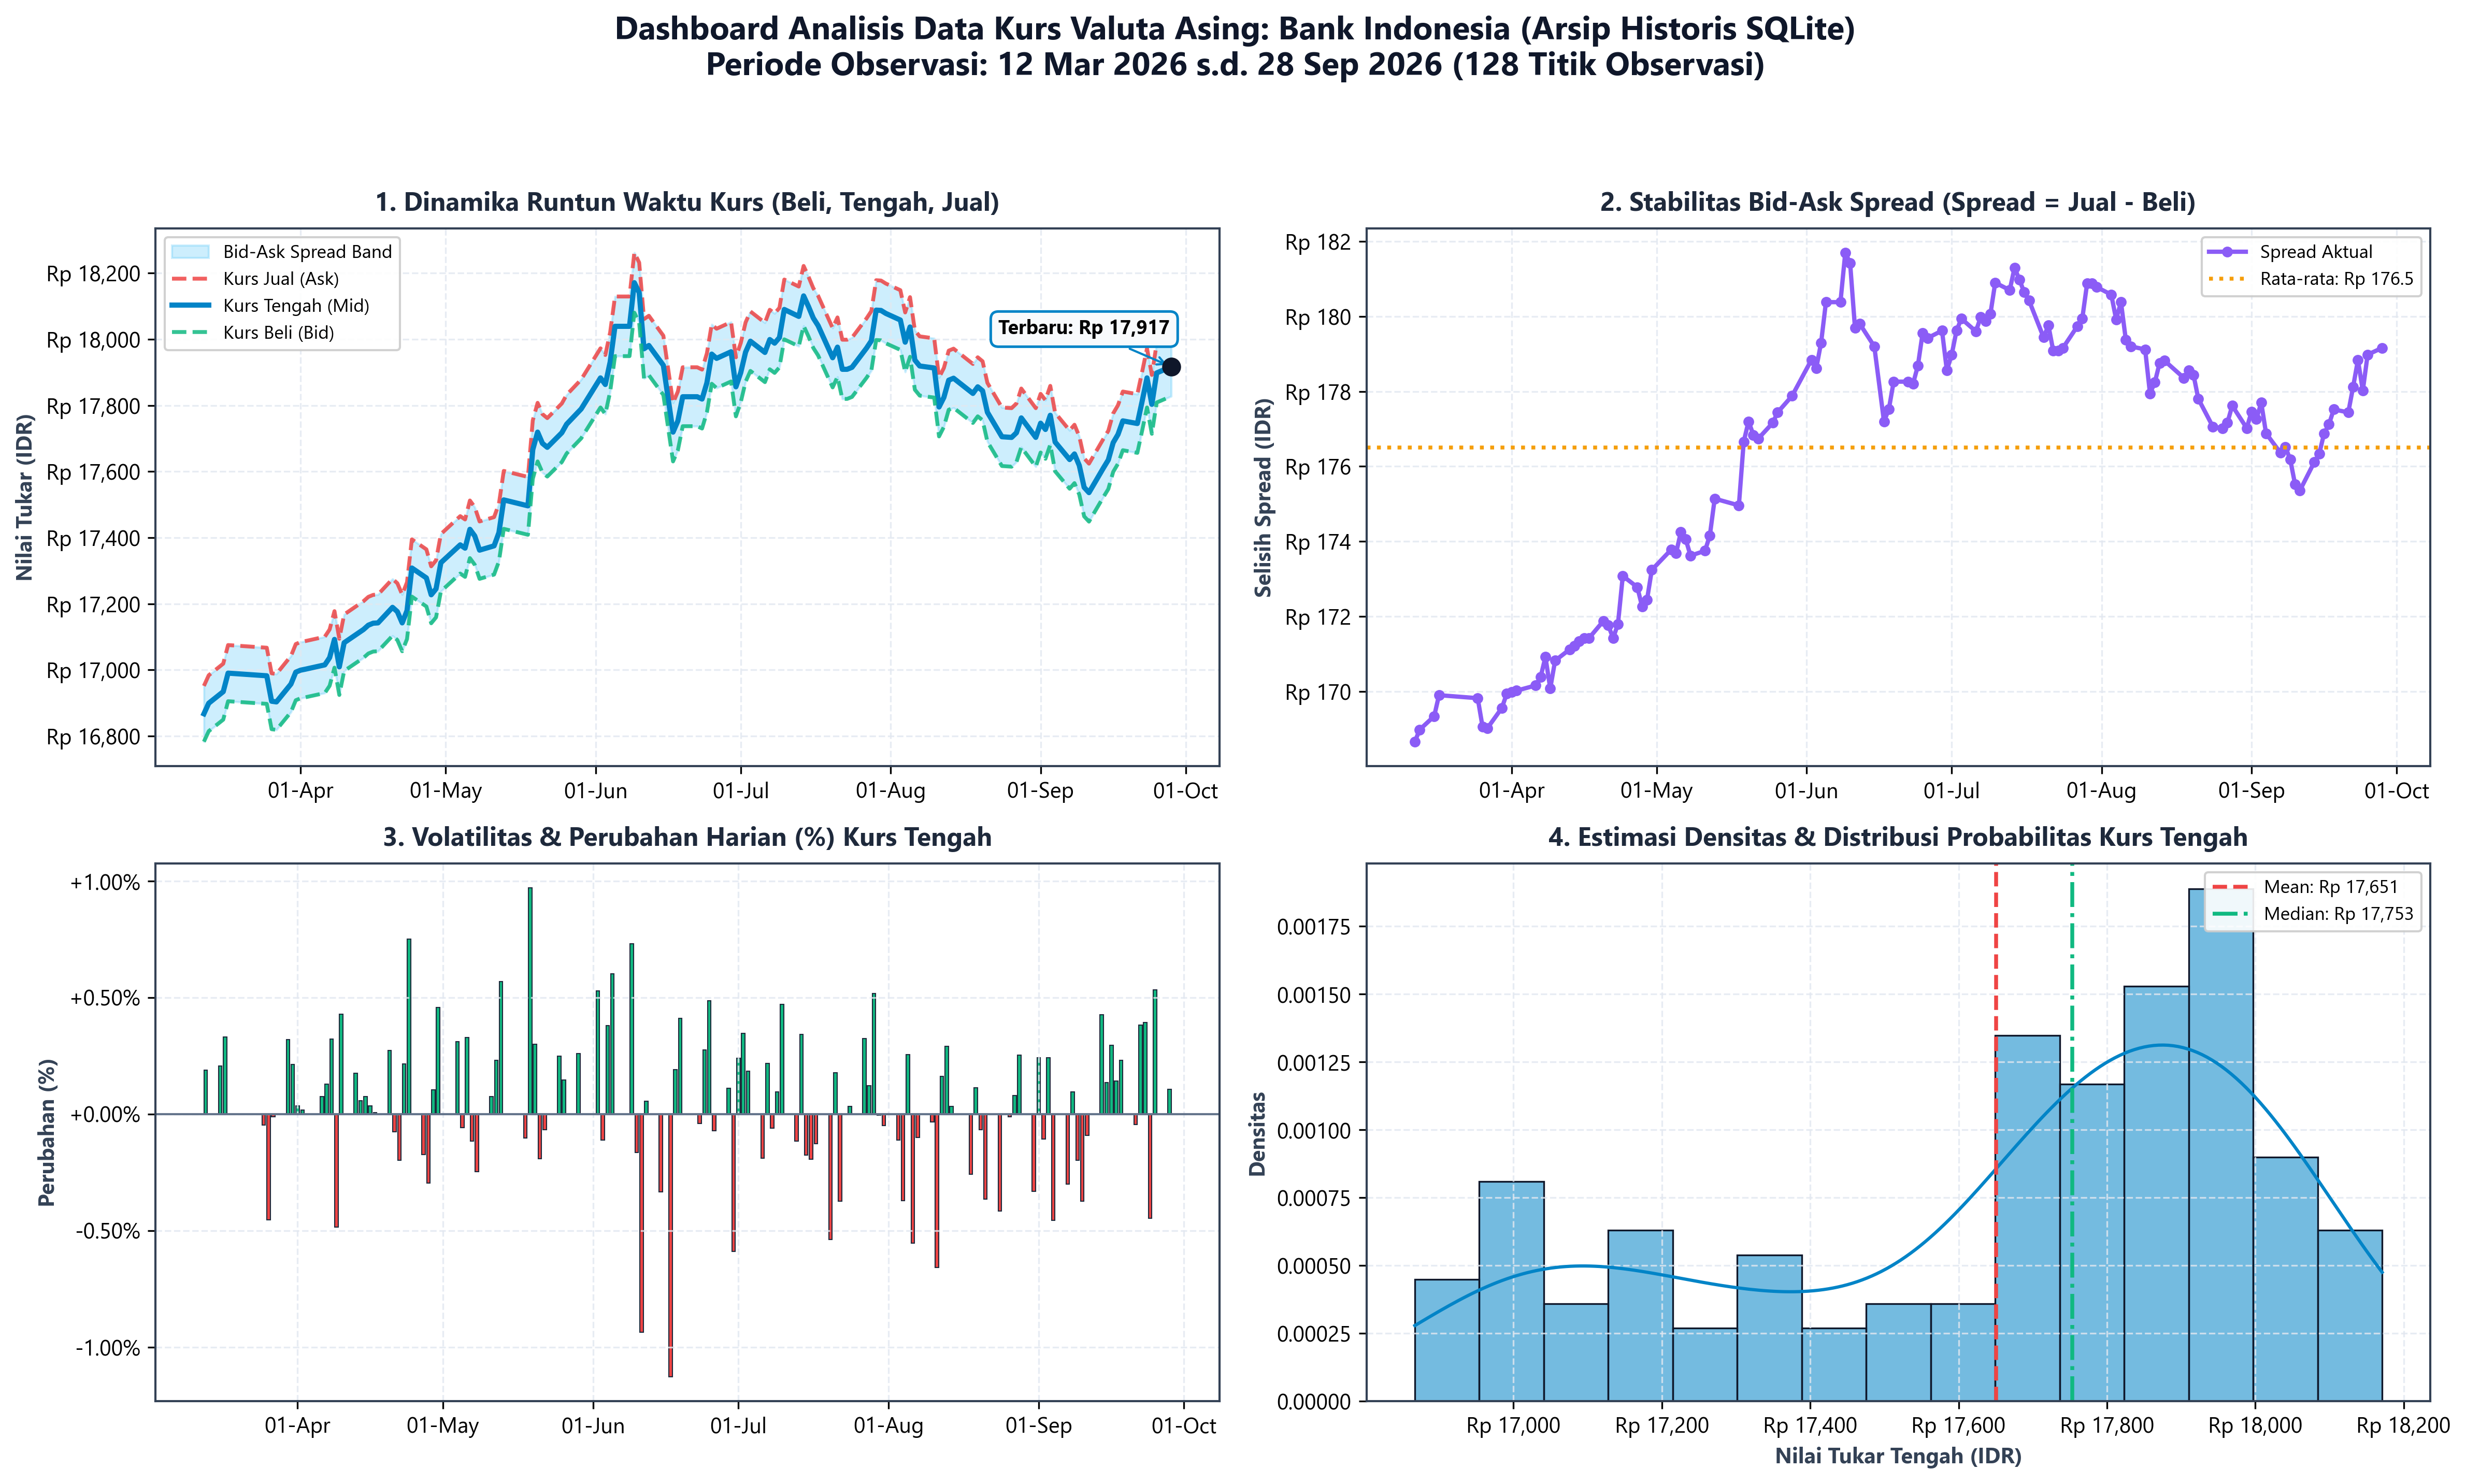 Dashboard Analisis Data Kurs Valuta Asing: Bank Indonesia (Arsip Historis SQLite)
Periode Observasi: 12 Mar 2026 s.d. 28 Sep 2026 (128 Titik Observasi)
1. Dinamika Runtun Waktu Kurs (Beli, Tengah, Jual)
Nilai Tukar (IDR)
Rp 18,200
Rp 18,000
Rp 17,800
Rp 17,600
Rp 17,400
Rp 17,200
Rp 17,000
Rp 16,800
Bid-Ask Spread Band
Kurs Jual (Ask)
Kurs Tengah (Mid)
Kurs Beli (Bid)
Terbaru: Rp 17,917
01-Apr
01-May
01-Jun
01-Jul
01-Aug
01-Sep
01-Oct
2. Stabilitas Bid-Ask Spread (Spread = Jual - Beli)
Selisih Spread (IDR)
Rp 182
Rp 180
Rp 178
Rp 176
Rp 174
Rp 172
Rp 170
Spread Aktual
Rata-rata: Rp 176.5
01-Apr
01-May
01-Jun
01-Jul
01-Aug
01-Sep
01-Oct
3. Volatilitas & Perubahan Harian (%) Kurs Tengah
Perubahan (%)
+1.00%
+0.50%
+0.00%
-0.50%
-1.00%
01-Apr
01-May
01-Jun
01-Jul
01-Aug
01-Sep
01-Oct
4. Estimasi Densitas & Distribusi Probabilitas Kurs Tengah
Densitas
0.00175
0.00150
0.00125
0.00100
0.00075
0.00050
0.00025
0.00000
Mean: Rp 17,651
Median: Rp 17,753
Rp 17,000
Rp 17,200
Rp 17,400
Rp 17,600
Rp 17,800
Rp 18,000
Rp 18,200
Nilai Tukar Tengah (IDR)